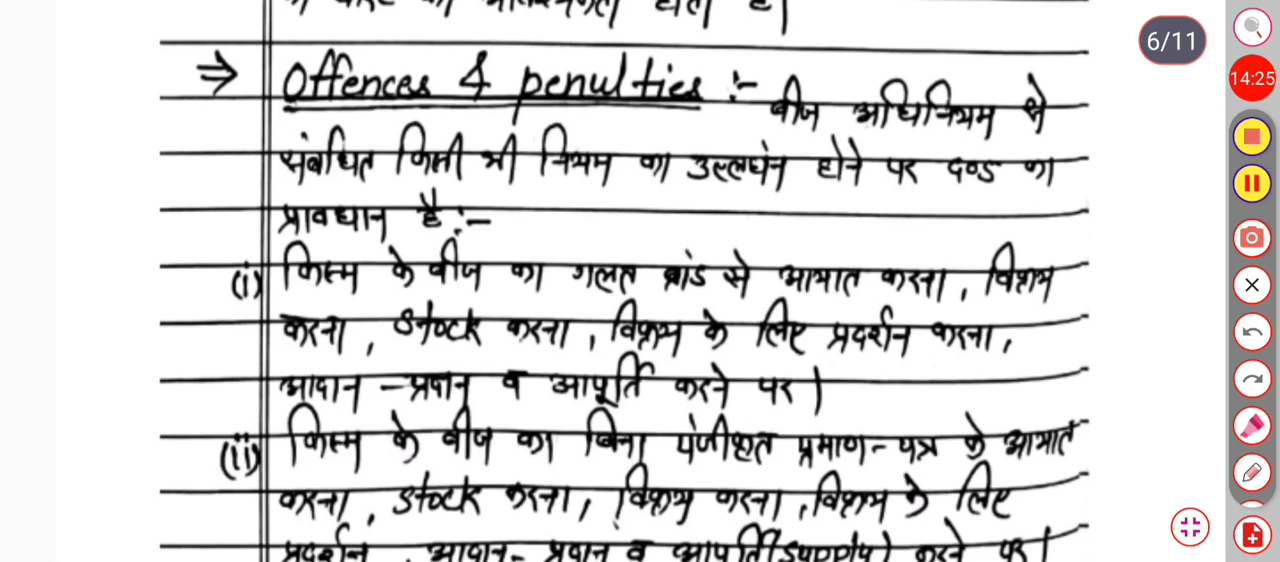 6/11
14:25
⇒ Offences & penulties :- बीज अधिनियम से
संबंधित किसी भी नियम का उल्लघंन होने पर दण्ड का
प्रावधान है :-
(i) किस्म के बीज का गलत ब्रांड से आयात करना, विक्रय
करना, Stock करना, विक्रय के लिए प्रदर्शन करना,
आदान-प्रदान व आपूर्ति करने पर।
(ii) किस्म के बीज का बिना पंजीकृत प्रमाण-पत्र के आयात
करना, Stock करना, विक्रय करना, विक्रय के लिए
प्रदर्शन, आदान-प्रदान व आपूर्ति (Supply) करने पर।